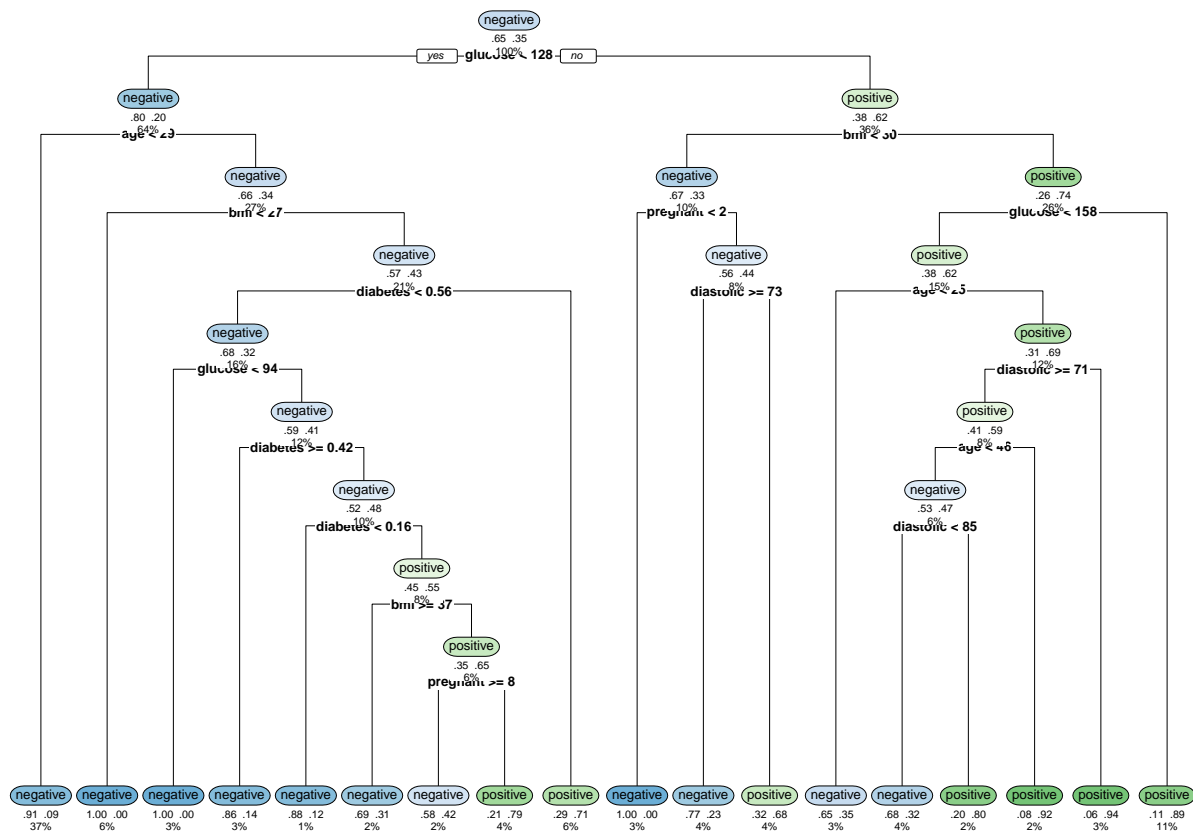 negative
.65 .35
100%
yes glucose < 128 no
negative positive
.80 .20 .38 .62
64% 36%
age < 29 bmi < 30
negative negative positive
.66 .34 .67 .33 .26 .74
27% 10% 26%
bmi < 27 pregnant < 2 glucose < 158
negative negative positive
.57 .43 .56 .44 .38 .62
21% 8% 15%
diabetes < 0.56 diastolic >= 73 age < 25
negative positive
.68 .32 .31 .69
16% 12%
glucose < 94 diastolic >= 71
negative positive
.59 .41 .41 .59
12% 8%
diabetes >= 0.42 age < 46
negative negative
.52 .48 .53 .47
10% 6%
diabetes < 0.16 diastolic < 85
positive
.45 .55
8%
bmi >= 37
positive
.35 .65
6%
pregnant >= 8
negative negative negative negative negative negative negative positive positive negative negative positive negative negative positive positive positive positive
.91 .09 1.00 .00 1.00 .00 .86 .14 .88 .12 .69 .31 .58 .42 .21 .79 .29 .71 1.00 .00 .77 .23 .32 .68 .65 .35 .68 .32 .20 .80 .08 .92 .06 .94 .11 .89
37% 6% 3% 3% 1% 2% 2% 4% 6% 3% 4% 4% 3% 4% 2% 2% 3% 11%